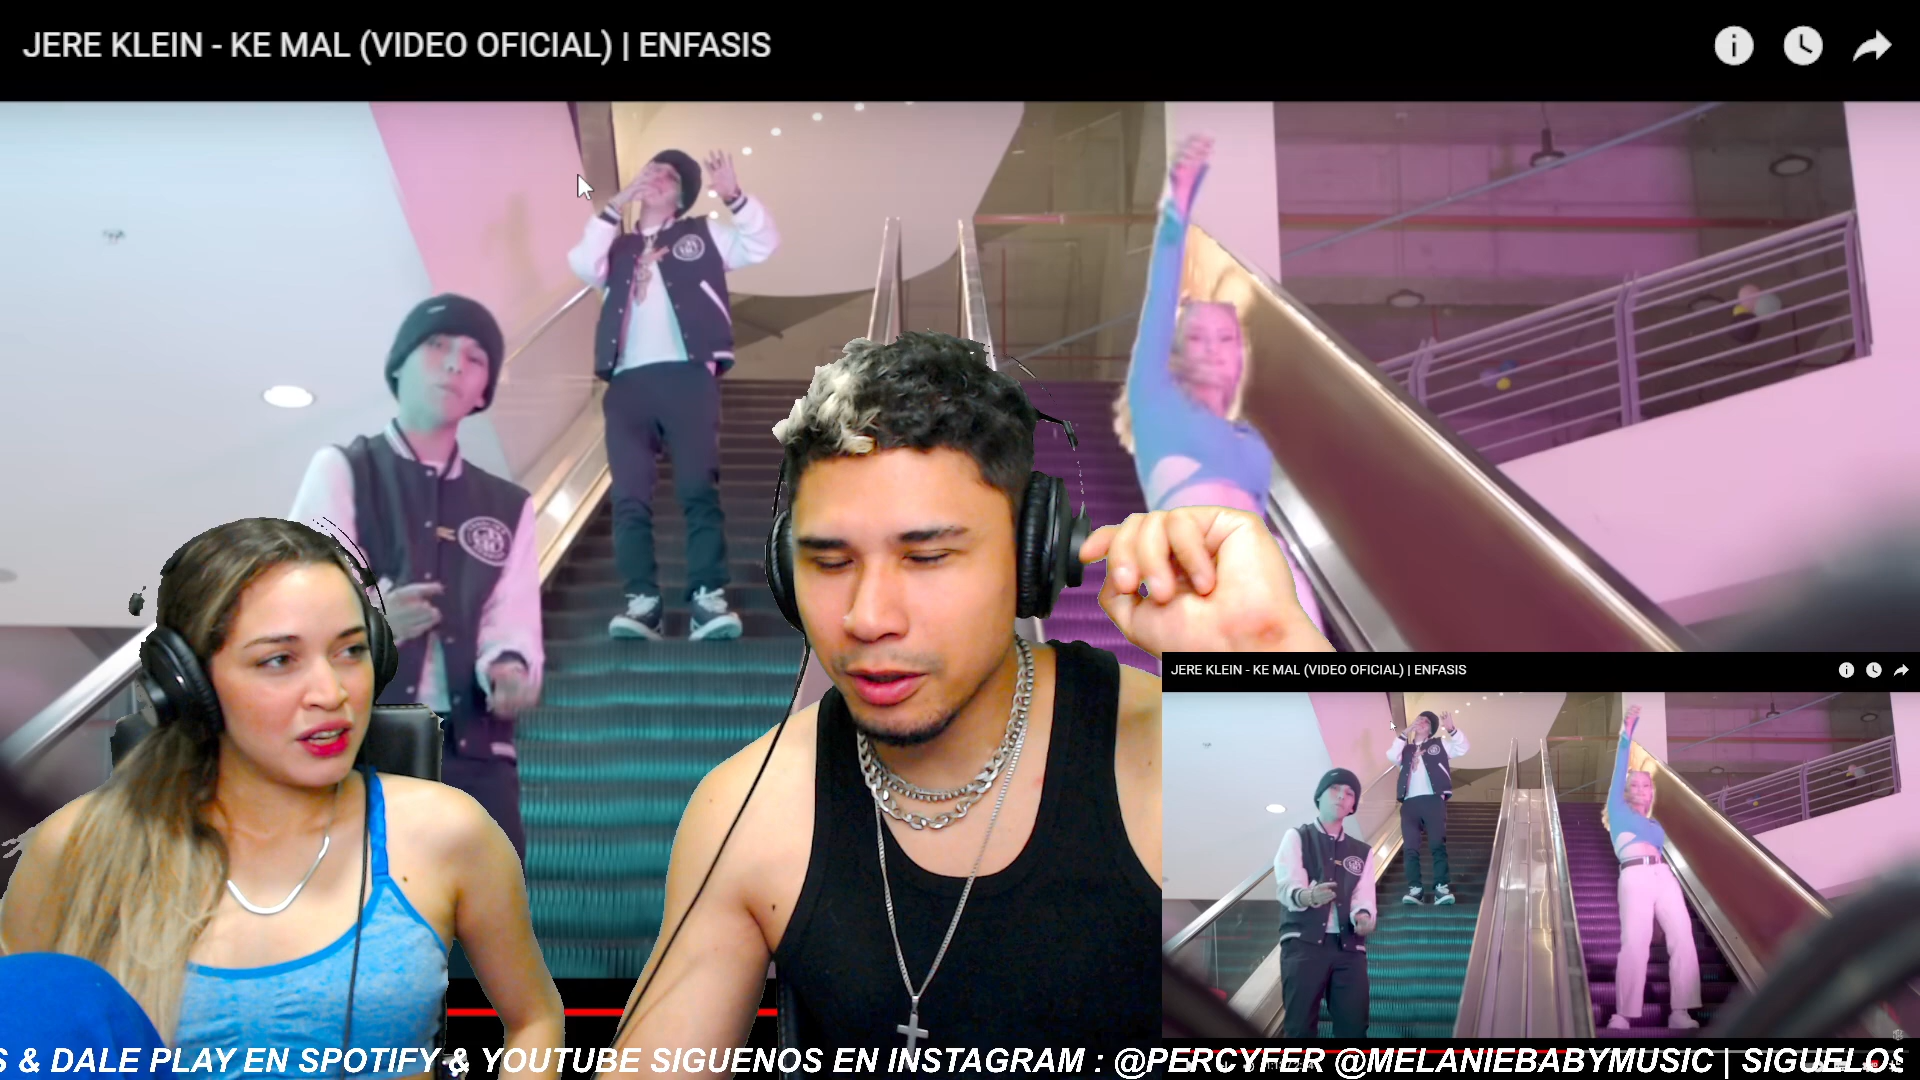 JERE KLEIN - KE MAL (VIDEO OFICIAL) | ENFASIS
JERE KLEIN - KE MAL (VIDEO OFICIAL) | ENFASIS
S & DALE PLAY EN SPOTIFY & YOUTUBE SIGUENOS EN INSTAGRAM : @PERCYFER @MELANIEBABYMUSIC | SIGUELOS